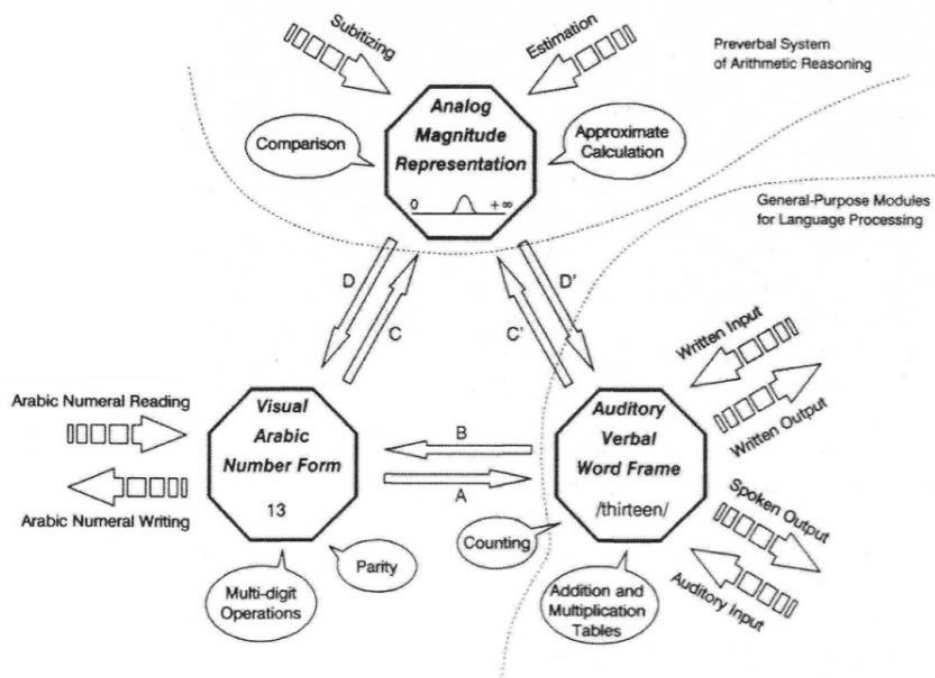 Subitizing
Estimation
Preverbal System
of Arithmetic Reasoning
Analog
Magnitude
Representation
0 +∞
Comparison
Approximate
Calculation
General-Purpose Modules
for Language Processing
D
C
D'
C'
Written Input
Written Output
Arabic Numeral Reading
Arabic Numeral Writing
Visual
Arabic
Number Form
13
B
A
Auditory
Verbal
Word Frame
/thirteen/
Spoken Output
Auditory Input
Counting
Parity
Multi-digit
Operations
Addition and
Multiplication
Tables